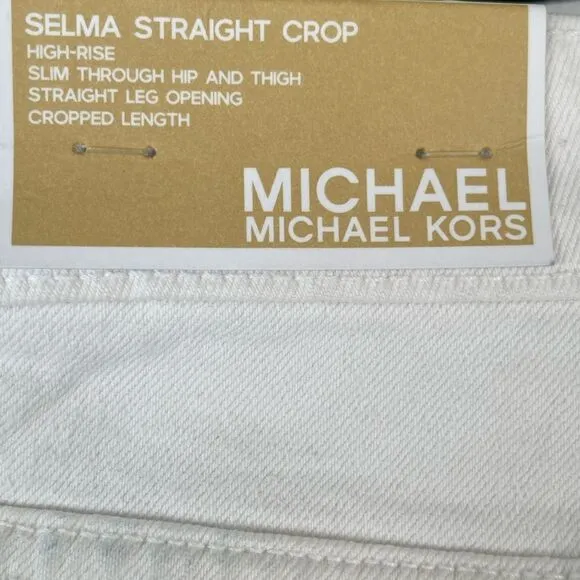 SELMA STRAIGHT CROP
HIGH-RISE
SLIM THROUGH HIP AND THIGH
STRAIGHT LEG OPENING
CROPPED LENGTH
MICHAEL
MICHAEL KORS